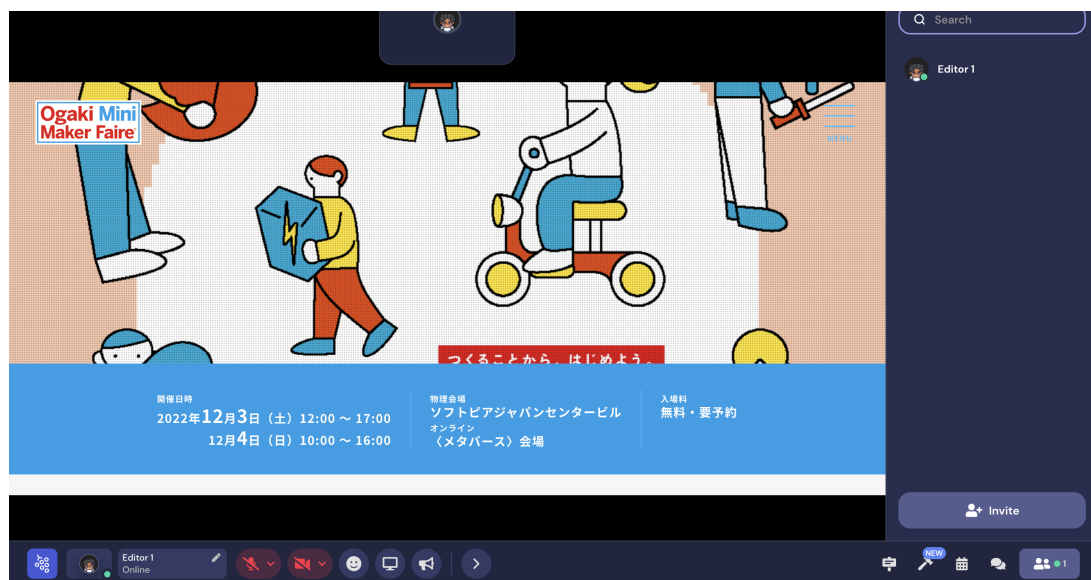 Search
Editor 1
Ogaki Mini
Maker Faire
MENU
つくることから、はじめよう。
開催日時
2022年12月3日（土）12:00 〜 17:00
12月4日（日）10:00 〜 16:00
物理会場
ソフトピアジャパンセンタービル
オンライン
〈メタバース〉会場
入場料
無料・要予約
Invite
Editor 1
Online
NEW
1